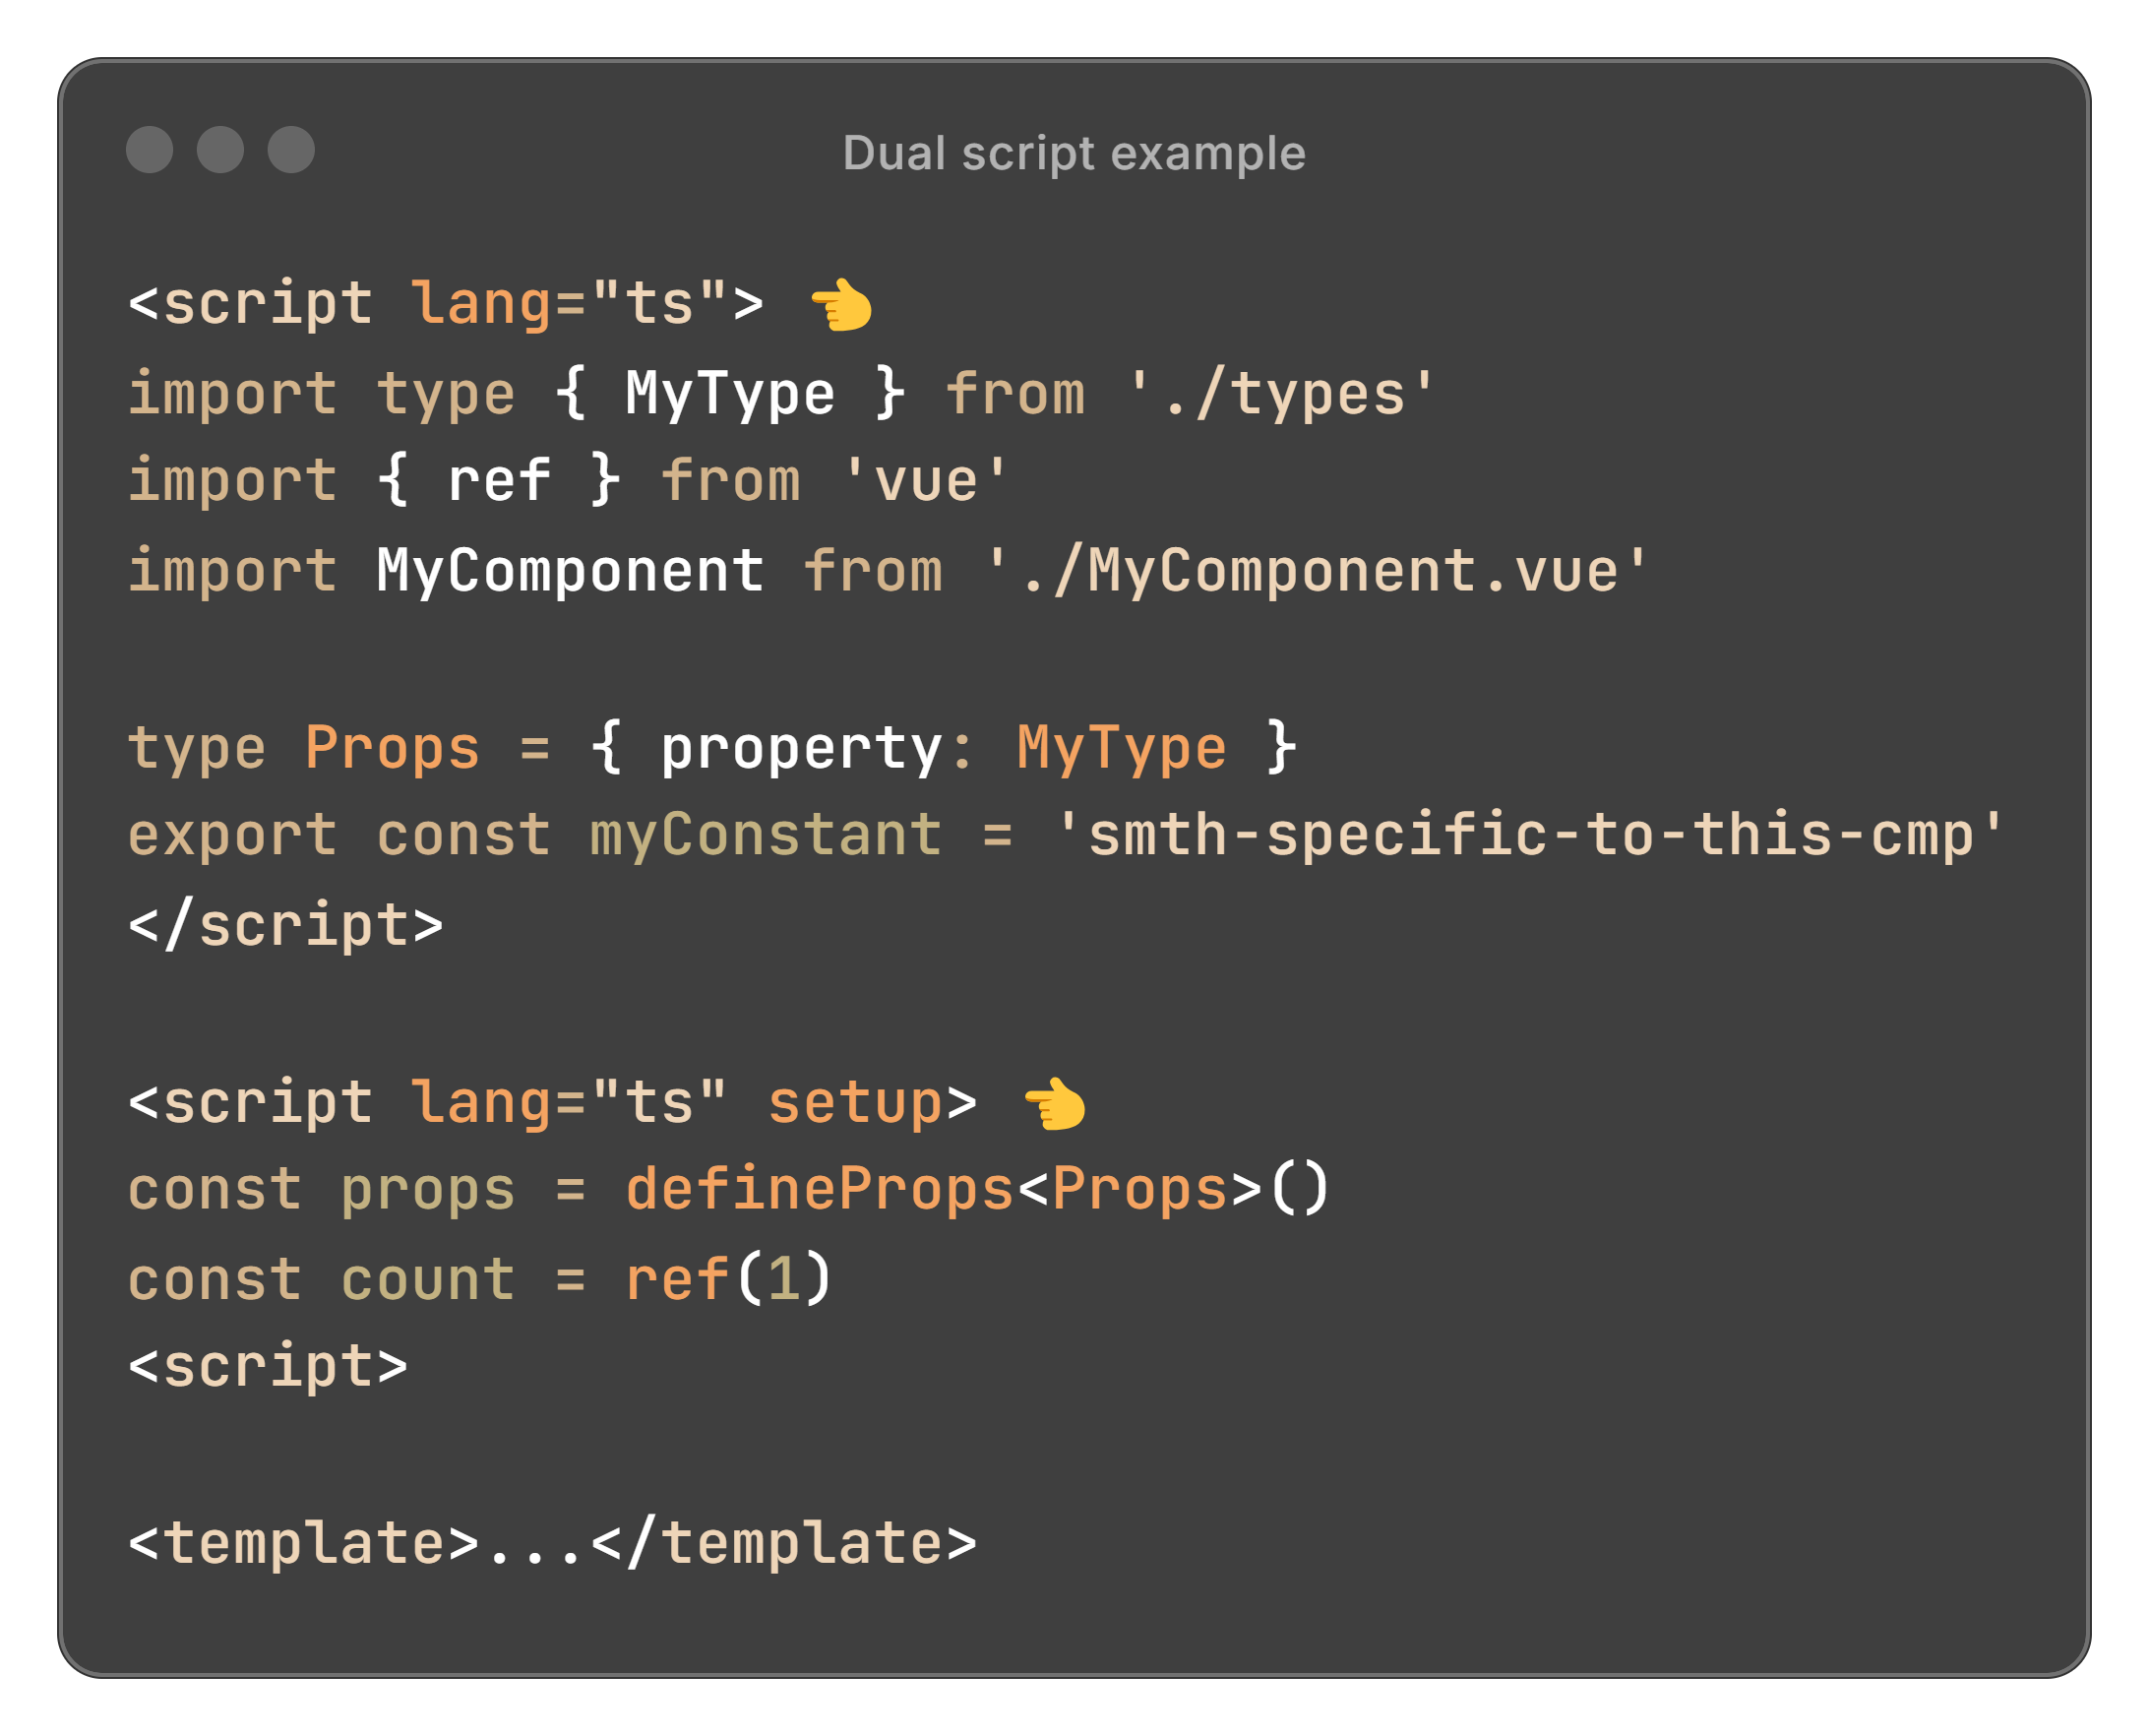 Dual script example
<script lang="ts"> 👈
import type { MyType } from './types'
import { ref } from 'vue'
import MyComponent from './MyComponent.vue'
type Props = { property: MyType }
export const myConstant = 'smth-specific-to-this-cmp'
</script>
<script lang="ts" setup> 👈
const props = defineProps<Props>()
const count = ref(1)
<script>
<template>...</template>